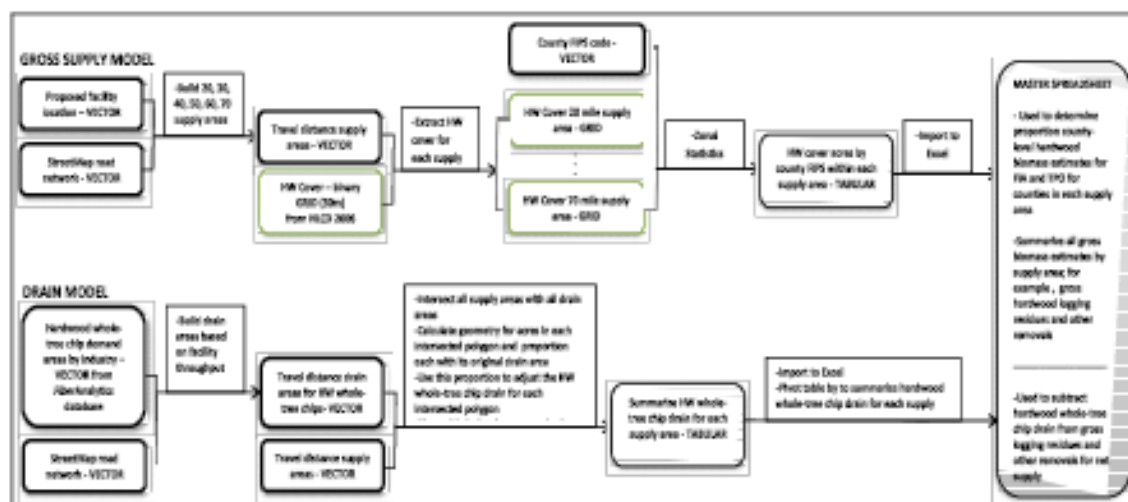 GROSS SUPPLY MODEL
Proposed facility
location – VECTOR
StreetMap road
network - VECTOR
-Build 20, 30,
40, 50, 60, 70
supply areas
Travel distance supply
areas - VECTOR
HW Cover – binary
GRID (30m)
from NLCD 2006
-Extract HW
cover for
each supply
County FIPS code -
VECTOR
HW Cover 20 mile supply
area - GRID
HW Cover 70 mile supply
area - GRID
-Zonal
Statistics
HW cover acres by
county FIPS within each
supply area - TABULAR
-Import to
Excel
MASTER SPREADSHEET
- Used to determine
proportion county-
level hardwood
biomass estimates for
FIA and TPO for
counties in each supply
area
-Summarize all gross
biomass estimates by
supply area; for
example, gross
hardwood logging
residues and other
removals
-Used to subtract
hardwood whole-tree
chip drain from gross
logging residues and
other removals for net
supply
DRAIN MODEL
Hardwood whole-
tree chip demand
areas by industry –
VECTOR from
FiberAnalytics
database
StreetMap road
network - VECTOR
-Build drain
areas based
on facility
throughput
Travel distance drain
areas for HW whole-
tree chips- VECTOR
Travel distance supply
areas - VECTOR
-Intersect all supply areas with all drain
areas
-Calculate geometry for acres in each
intersected polygon and proportion
each with its original drain area
-Use this proportion to adjust the HW
whole-tree chip drain for each
intersected polygon
Summarize HW whole-
tree chip drain for each
supply area - TABULAR
-Import to Excel
-Pivot table by to summarize hardwood
whole-tree chip drain for each supply